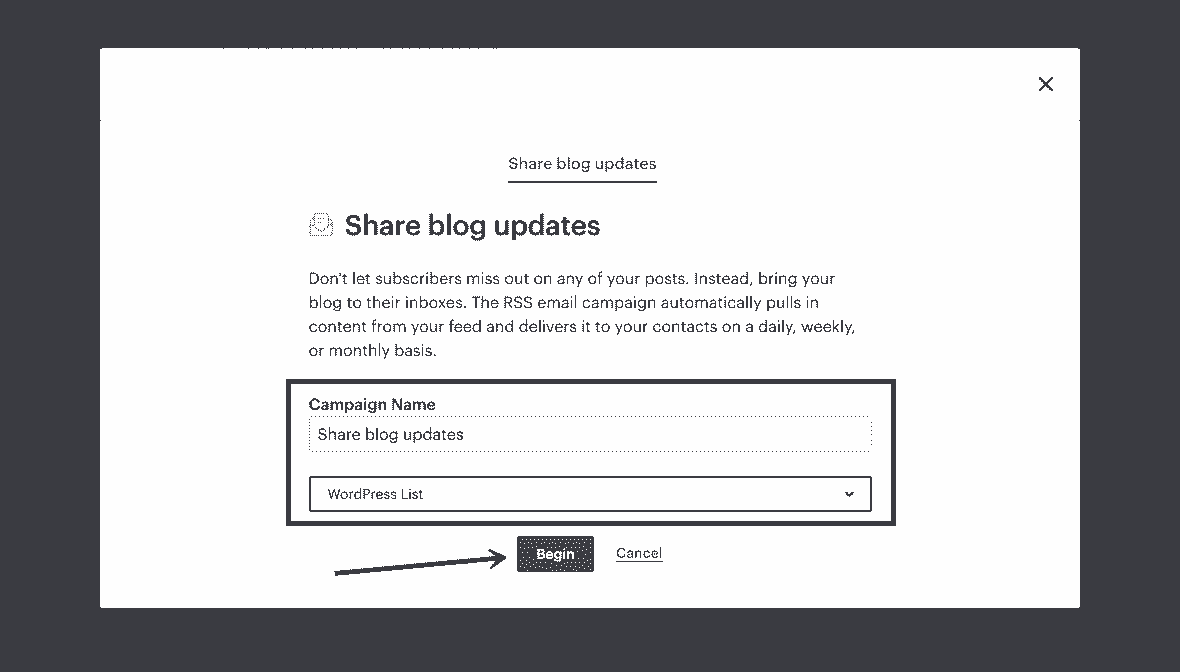 Share blog updates
Share blog updates
Don't let subscribers miss out on any of your posts. Instead, bring your
blog to their inboxes. The RSS email campaign automatically pulls in
content from your feed and delivers it to your contacts on a daily, weekly,
or monthly basis.
Campaign Name
Share blog updates
WordPress List
Begin Cancel